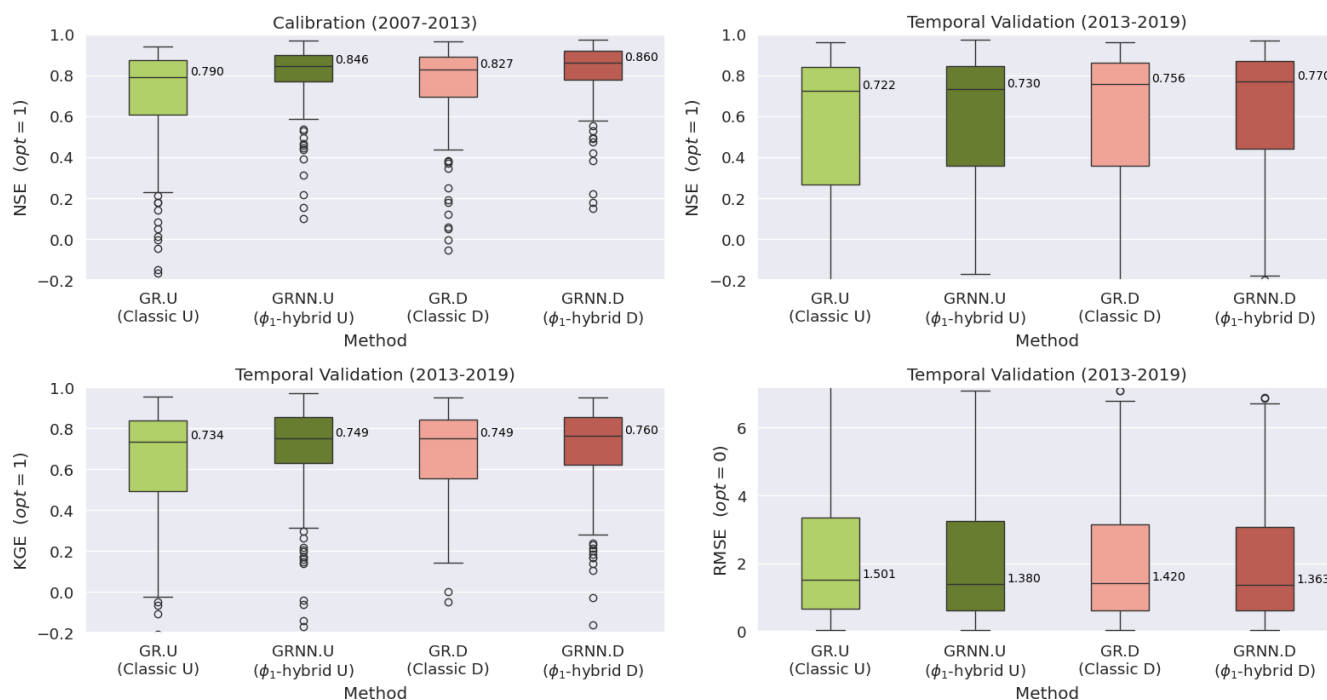 Calibration (2007-2013)
NSE (opt = 1)
1.0
0.8
0.6
0.4
0.2
0.0
−0.2
0.790
0.846
0.827
0.860
GR.U
(Classic U)
GRNN.U
(ϕ₁-hybrid U)
GR.D
(Classic D)
GRNN.D
(ϕ₁-hybrid D)
Method
Temporal Validation (2013-2019)
NSE (opt = 1)
1.0
0.8
0.6
0.4
0.2
0.0
−0.2
0.722
0.730
0.756
0.770
GR.U
(Classic U)
GRNN.U
(ϕ₁-hybrid U)
GR.D
(Classic D)
GRNN.D
(ϕ₁-hybrid D)
Method
Temporal Validation (2013-2019)
KGE (opt = 1)
1.0
0.8
0.6
0.4
0.2
0.0
−0.2
0.734
0.749
0.749
0.760
GR.U
(Classic U)
GRNN.U
(ϕ₁-hybrid U)
GR.D
(Classic D)
GRNN.D
(ϕ₁-hybrid D)
Method
Temporal Validation (2013-2019)
RMSE (opt = 0)
6
4
2
0
1.501
1.380
1.420
1.363
GR.U
(Classic U)
GRNN.U
(ϕ₁-hybrid U)
GR.D
(Classic D)
GRNN.D
(ϕ₁-hybrid D)
Method